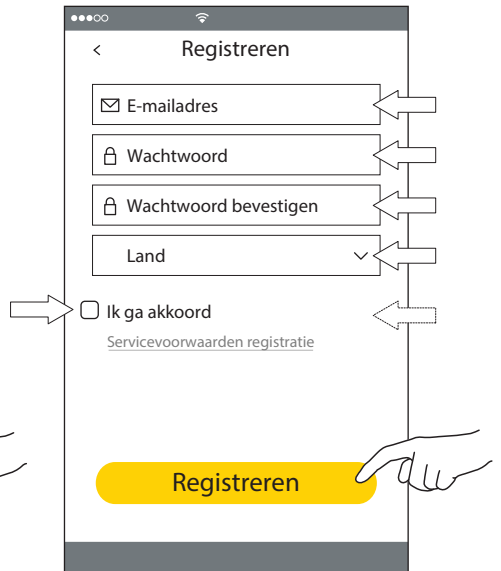 Registreren
E-mailadres
Wachtwoord
Wachtwoord bevestigen
Land
Ik ga akkoord
Servicevoorwaarden registratie
Registreren